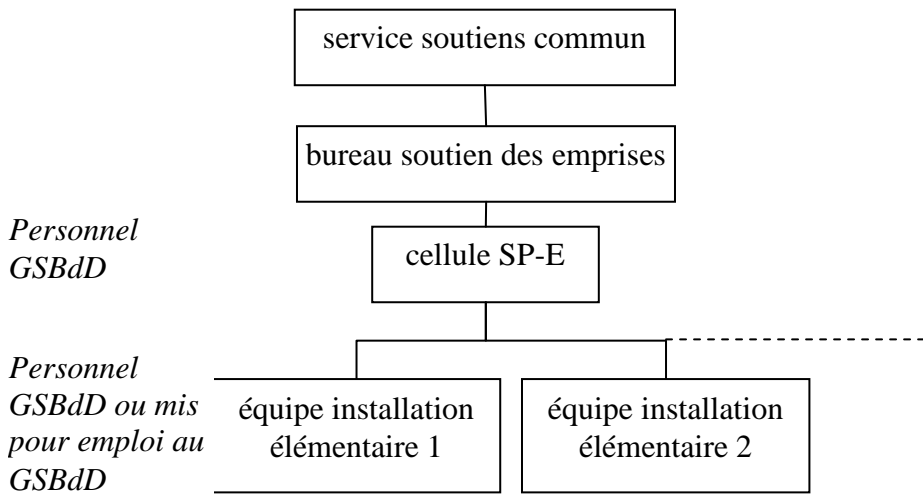 service soutiens commun
bureau soutien des emprises
Personnel
GSBdD
cellule SP-E
Personnel
GSBdD ou mis
pour emploi au
GSBdD
équipe installation
élémentaire 1
équipe installation
élémentaire 2